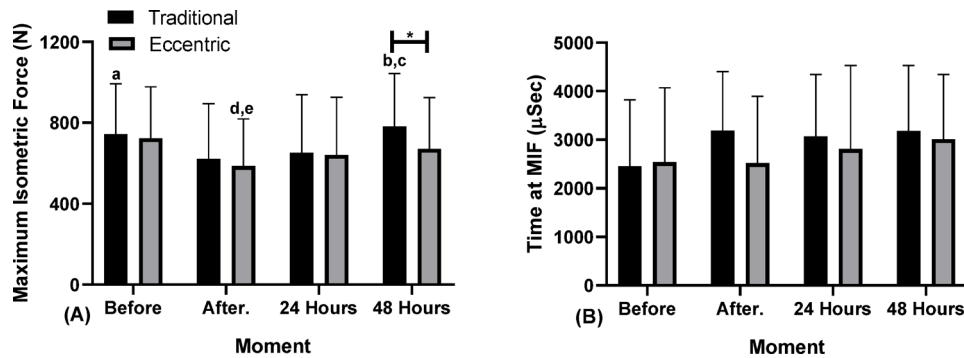 Traditional
Eccentric
Maximum Isometric Force (N)
1200
800
400
0
a
d,e
b,c
*
Before
After.
24 Hours
48 Hours
(A)
Moment
Time at MIF (μSec)
5000
4000
3000
2000
1000
0
Before
After.
24 Hours
48 Hours
(B)
Moment